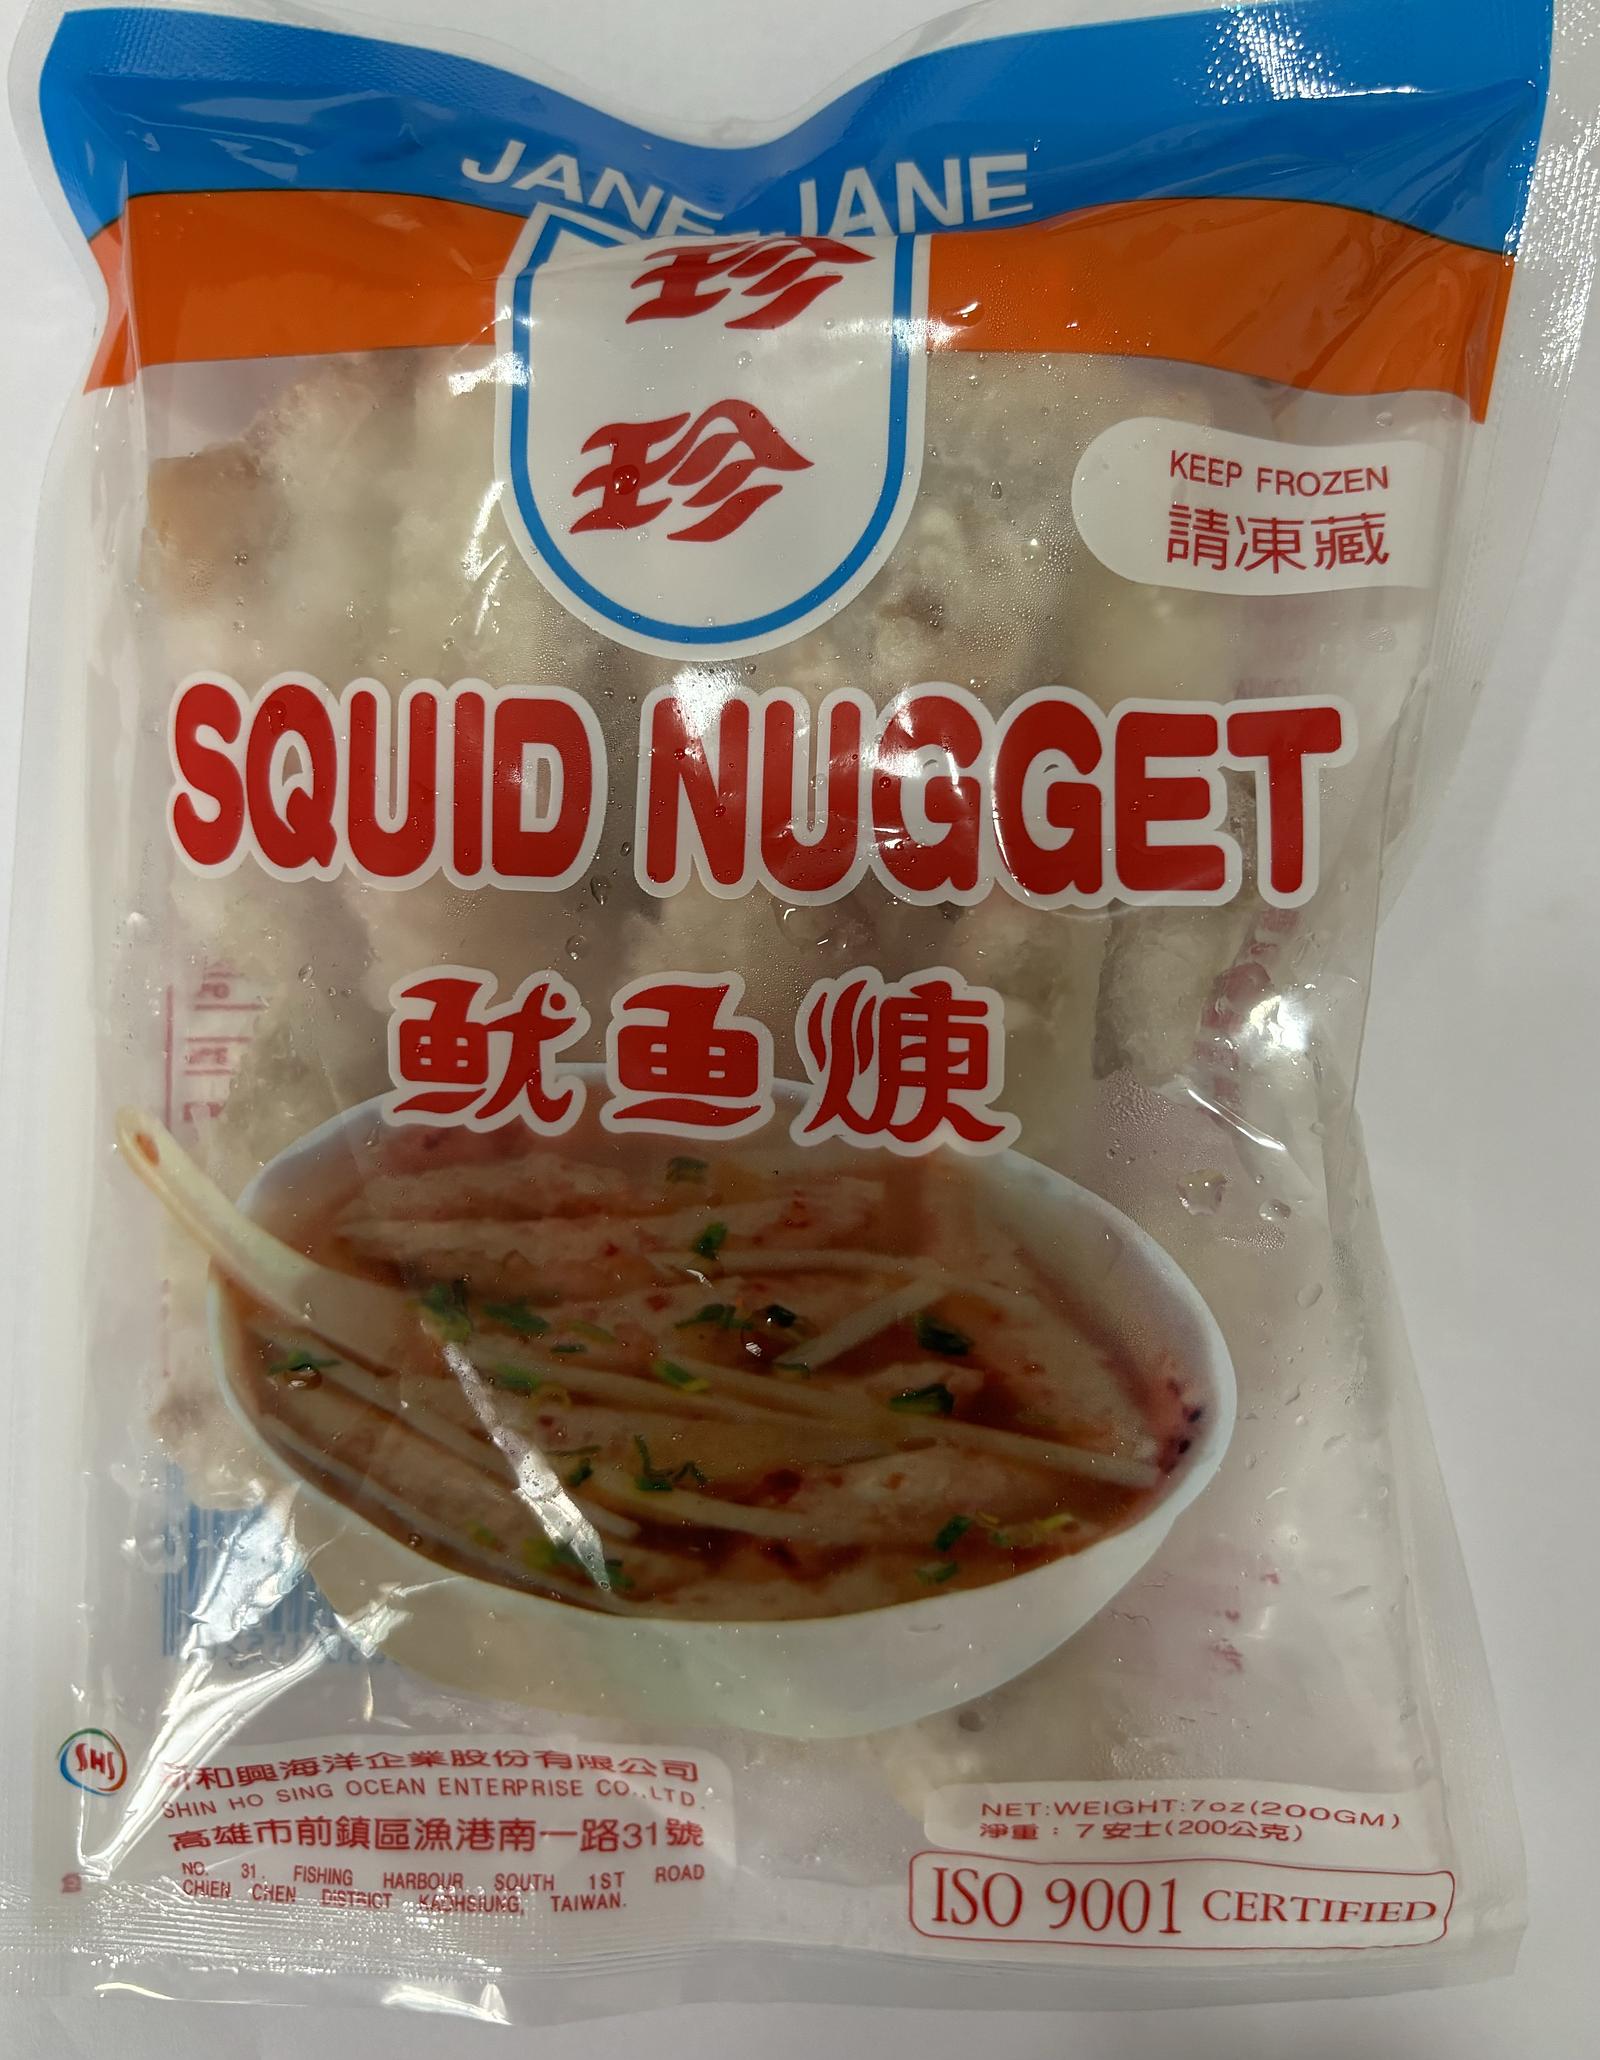 JANE-JANE
珍
珍
KEEP FROZEN
請凍藏
SQUID NUGGET
魷魚焿
SHS
和興海洋企業股份有限公司
SHIN HO SING OCEAN ENTERPRISE CO.,LTD.
高雄市前鎮區漁港南一路31號
NO. 31. FISHING HARBOUR SOUTH 1ST ROAD
CHIEN CHEN DISTRICT KAOHSIUNG, TAIWAN.
NET:WEIGHT:7oz(200GM)
淨重：7安士(200公克)
ISO 9001 CERTIFIED